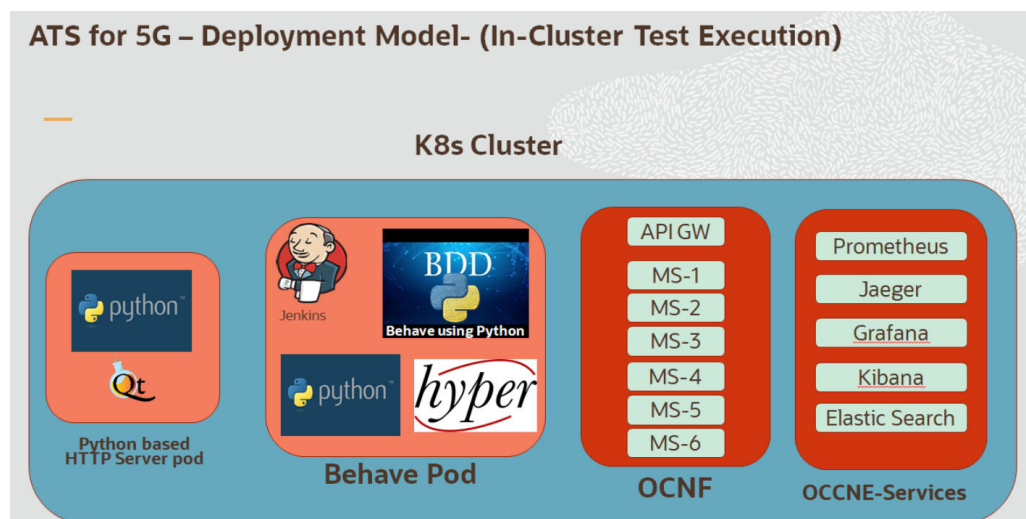 ATS for 5G – Deployment Model- (In-Cluster Test Execution)
K8s Cluster
python™
Qt
Python based
HTTP Server pod
Jenkins
BDD
Behave using Python
python™
hyper
Behave Pod
API GW
MS-1
MS-2
MS-3
MS-4
MS-5
MS-6
OCNF
Prometheus
Jaeger
Grafana
Kibana
Elastic Search
OCCNE-Services